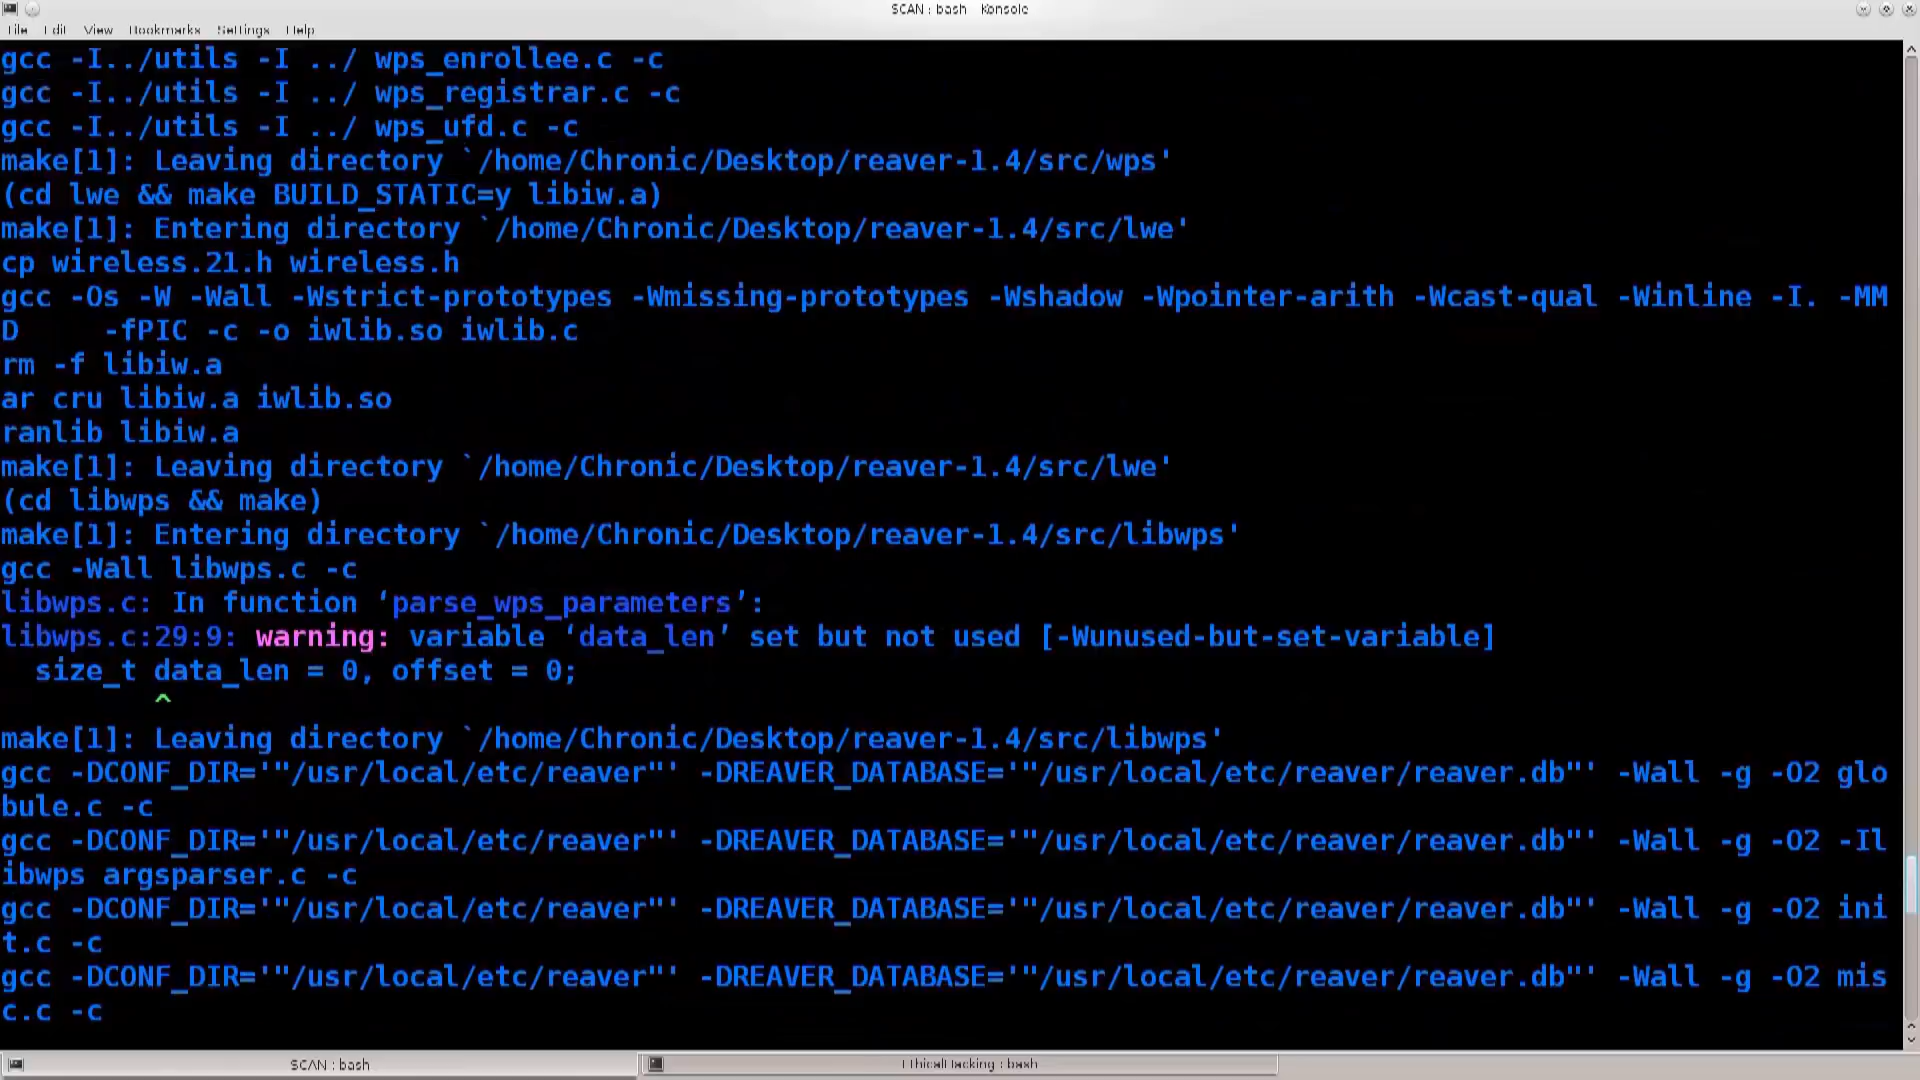 SCAN : bash Konsole
File Edit View Bookmarks Settings Help
gcc -I../utils -I ../ wps_enrollee.c -c
gcc -I../utils -I ../ wps_registrar.c -c
gcc -I../utils -I ../ wps_ufd.c -c
make[1]: Leaving directory `/home/Chronic/Desktop/reaver-1.4/src/wps'
(cd lwe && make BUILD_STATIC=y libiw.a)
make[1]: Entering directory `/home/Chronic/Desktop/reaver-1.4/src/lwe'
cp wireless.21.h wireless.h
gcc -Os -W -Wall -Wstrict-prototypes -Wmissing-prototypes -Wshadow -Wpointer-arith -Wcast-qual -Winline -I. -MM
D      -fPIC -c -o iwlib.so iwlib.c
rm -f libiw.a
ar cru libiw.a iwlib.so
ranlib libiw.a
make[1]: Leaving directory `/home/Chronic/Desktop/reaver-1.4/src/lwe'
(cd libwps && make)
make[1]: Entering directory `/home/Chronic/Desktop/reaver-1.4/src/libwps'
gcc -Wall libwps.c -c
libwps.c: In function ‘parse_wps_parameters’:
libwps.c:29:9: warning: variable ‘data_len’ set but not used [-Wunused-but-set-variable]
  size_t data_len = 0, offset = 0;
         ^
make[1]: Leaving directory `/home/Chronic/Desktop/reaver-1.4/src/libwps'
gcc -DCONF_DIR='"/usr/local/etc/reaver"' -DREAVER_DATABASE='"/usr/local/etc/reaver/reaver.db"' -Wall -g -O2 glo
bule.c -c
gcc -DCONF_DIR='"/usr/local/etc/reaver"' -DREAVER_DATABASE='"/usr/local/etc/reaver/reaver.db"' -Wall -g -O2 -Il
ibwps argsparser.c -c
gcc -DCONF_DIR='"/usr/local/etc/reaver"' -DREAVER_DATABASE='"/usr/local/etc/reaver/reaver.db"' -Wall -g -O2 ini
t.c -c
gcc -DCONF_DIR='"/usr/local/etc/reaver"' -DREAVER_DATABASE='"/usr/local/etc/reaver/reaver.db"' -Wall -g -O2 mis
c.c -c
SCAN : bash
EthicalHacking : bash